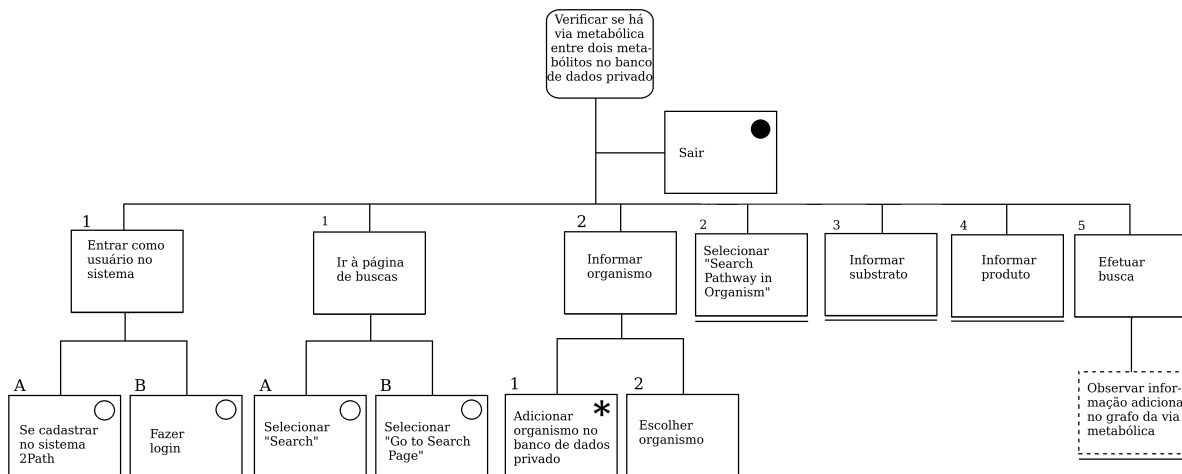 Verificar se há
via metabólica
entre dois meta-
bólitos no banco
de dados privado
Sair
1
Entrar como
usuário no
sistema
1
Ir à página
de buscas
2
Informar
organismo
2
Selecionar
"Search
Pathway in
Organism"
3
Informar
substrato
4
Informar
produto
5
Efetuar
busca
A
Se cadastrar
no sistema
2Path
B
Fazer
login
A
Selecionar
"Search"
B
Selecionar
"Go to Search
Page"
1
Adicionar
organismo no
banco de dados
privado
*
2
Escolher
organismo
Observar infor-
mação adiciona
no grafo da via
metabólica